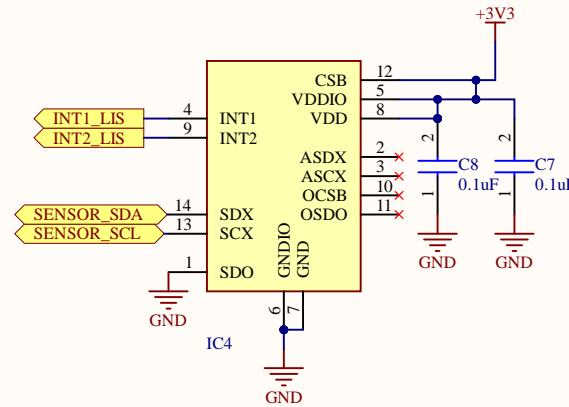 +3V3
CSB 12
VDDIO 5
VDD 8
INT1_LIS 4 INT1
INT2_LIS 9 INT2
ASDX 2
ASCX 3
OCSB 10
OSDO 11
2 C8 0.1uF 1
2 C7 0.1u 1
SENSOR_SDA 14 SDX
SENSOR_SCL 13 SCX
1 SDO
GNDIO
GND
6
7
GND
GND
GND
IC4
GND